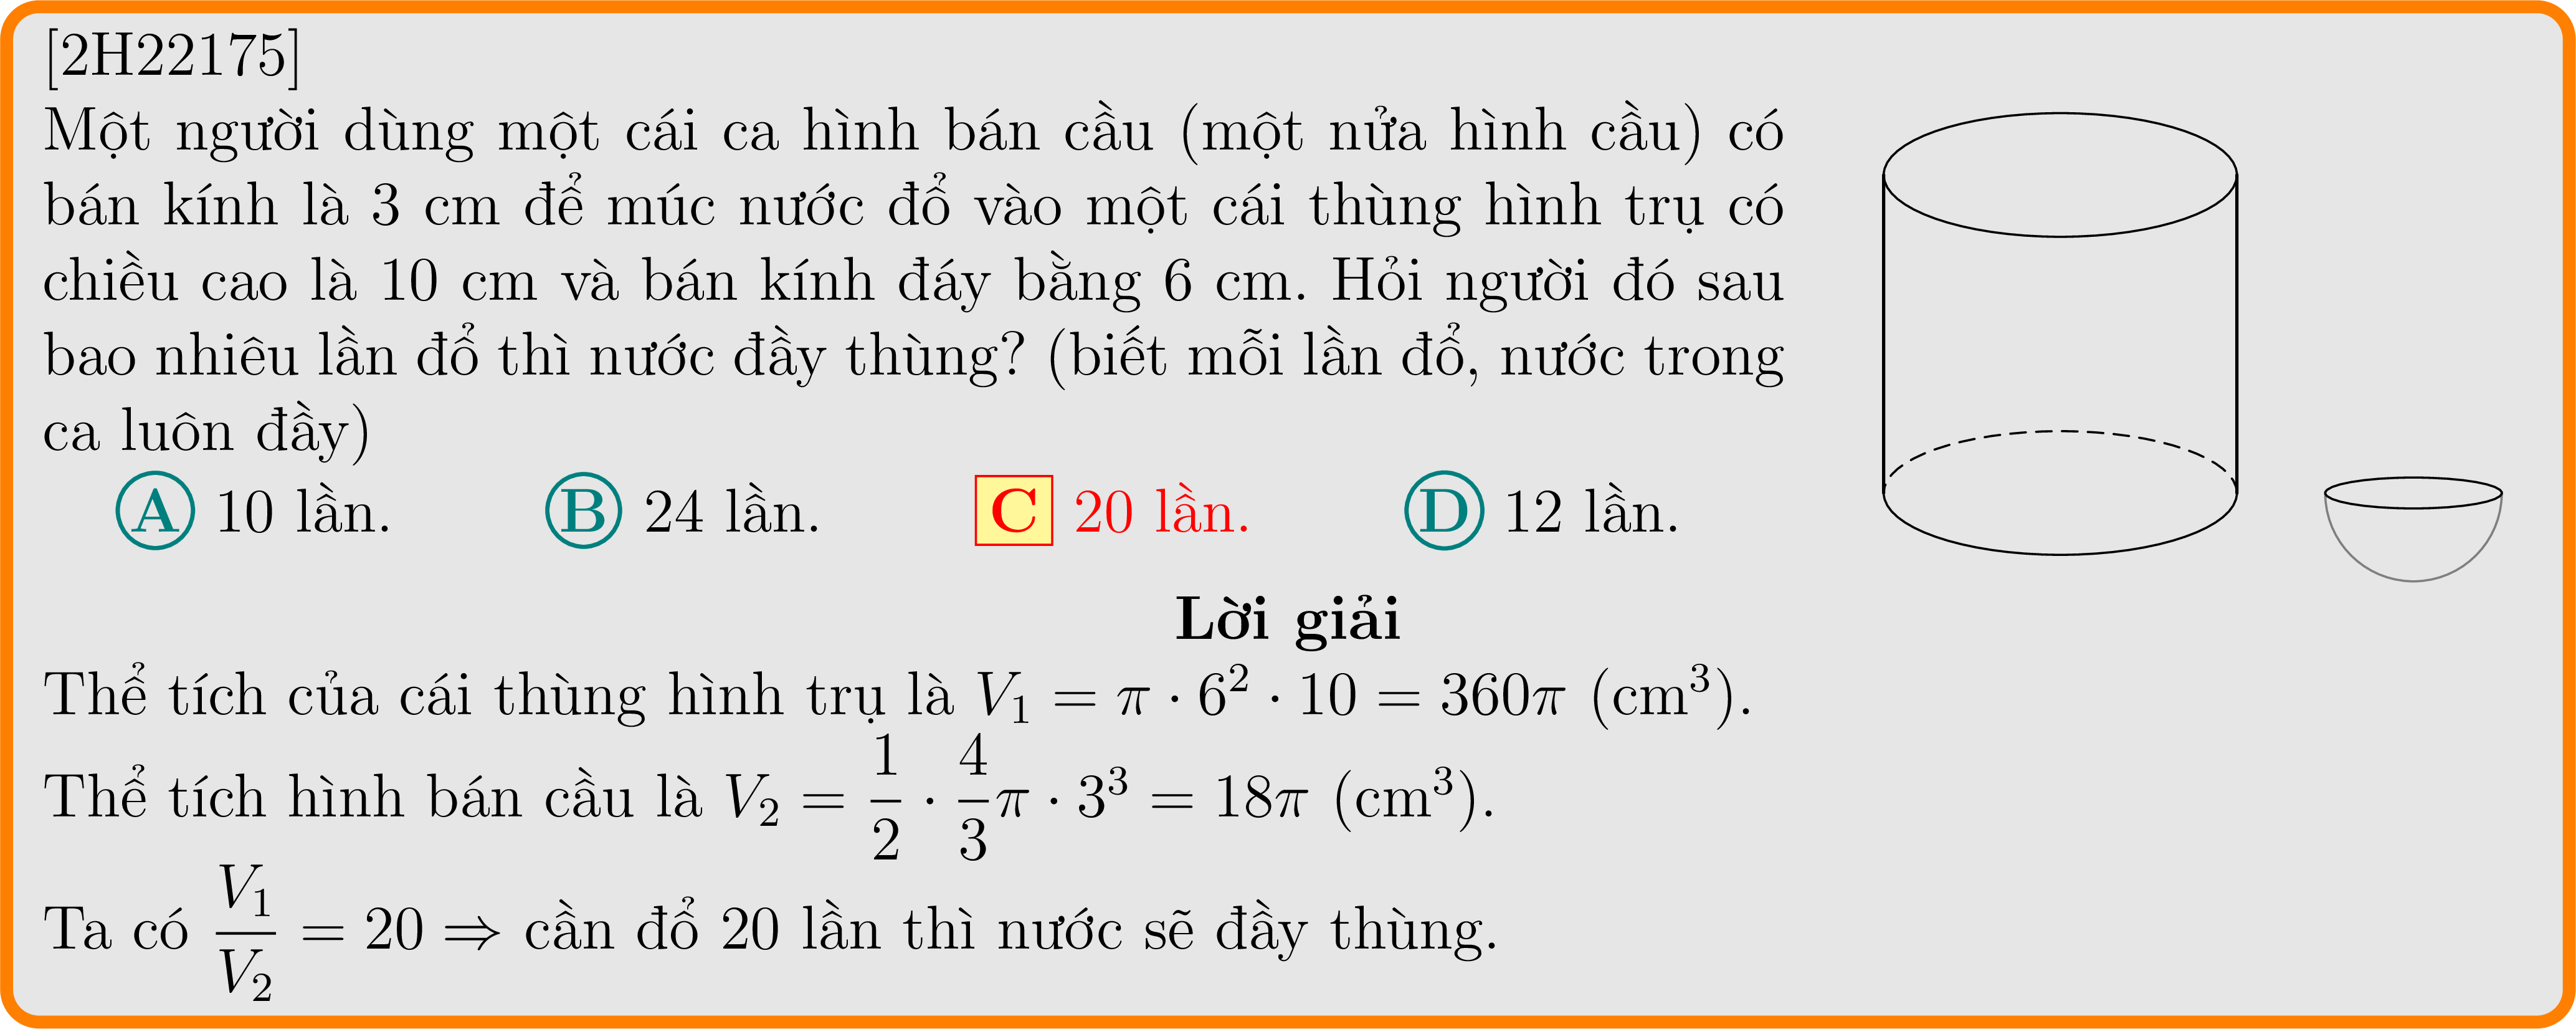 [2H22175]
Một người dùng một cái ca hình bán cầu (một nửa hình cầu) có
bán kính là 3 cm để múc nước đổ vào một cái thùng hình trụ có
chiều cao là 10 cm và bán kính đáy bằng 6 cm. Hỏi người đó sau
bao nhiêu lần đổ thì nước đầy thùng? (biết mỗi lần đổ, nước trong
ca luôn đầy)
A 10 lần. B 24 lần. C 20 lần. D 12 lần.
Lời giải
Thể tích của cái thùng hình trụ là $V_1 = \pi \cdot 6^2 \cdot 10 = 360\pi$ (cm$^3$).
Thể tích hình bán cầu là $V_2 = \dfrac{1}{2} \cdot \dfrac{4}{3}\pi \cdot 3^3 = 18\pi$ (cm$^3$).
Ta có $\dfrac{V_1}{V_2} = 20 \Rightarrow$ cần đổ 20 lần thì nước sẽ đầy thùng.